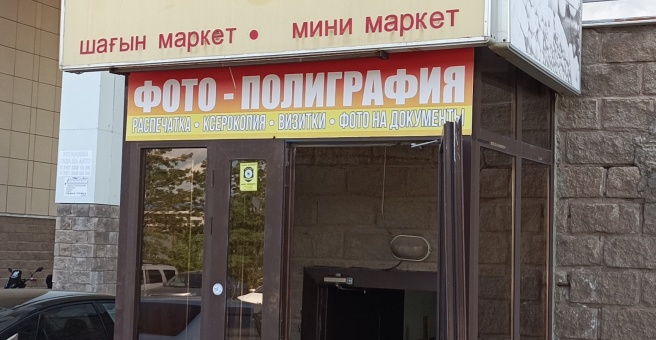 шағын маркет • мини маркет
ФОТО - ПОЛИГРАФИЯ
РАСПЕЧАТКА • КСЕРОКОПИЯ • ВИЗИТКИ • ФОТО НА ДОКУМЕНТЫ